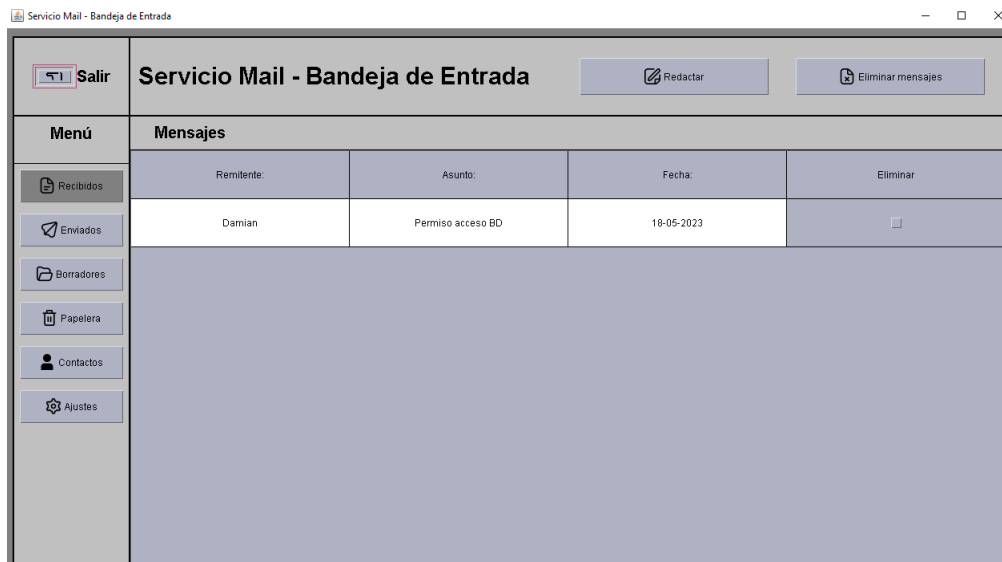 Servicio Mail - Bandeja de Entrada
Salir
Servicio Mail - Bandeja de Entrada
Redactar
Eliminar mensajes
Menú
Mensajes
Recibidos
Enviados
Borradores
Papelera
Contactos
Ajustes
Remitente: Asunto: Fecha: Eliminar
Damian Permiso acceso BD 18-05-2023